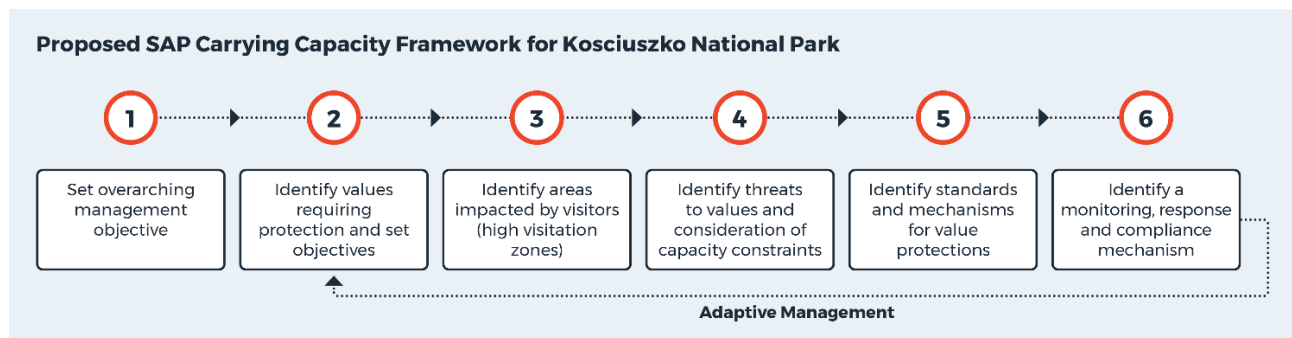 Proposed SAP Carrying Capacity Framework for Kosciuszko National Park
1
2
3
4
5
6
Set overarching
management
objective
Identify values
requiring
protection and set
objectives
Identify areas
impacted by visitors
(high visitation
zones)
Identify threats
to values and
consideration of
capacity constraints
Identify standards
and mechanisms
for value
protections
Identify a
monitoring, response
and compliance
mechanism
Adaptive Management